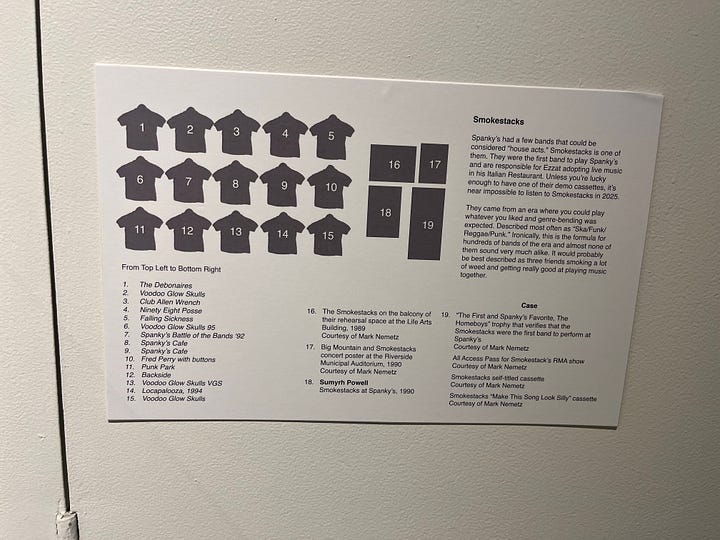 1 2 3 4 5
6 7 8 9 10
11 12 13 14 15
16 17
18 19
From Top Left to Bottom Right
1. The Debonaires
2. Voodoo Glow Skulls
3. Club Allen Wrench
4. Ninety Eight Posse
5. Falling Sickness
6. Voodoo Glow Skulls 95
7. Spanky's Battle of the Bands '92
8. Spanky's Cafe
9. Spanky's Cafe
10. Fred Perry with buttons
11. Punk Park
12. Backside
13. Voodoo Glow Skulls VGS
14. Locapalooza, 1994
15. Voodoo Glow Skulls
16. The Smokestacks on the balcony of
their rehearsal space at the Life Arts
Building, 1989
Courtesy of Mark Nemetz
17. Big Mountain and Smokestacks
concert poster at the Riverside
Municipal Auditorium, 1990
Courtesy of Mark Nemetz
18. Sumyrh Powell
Smokestacks at Spanky's, 1990
Smokestacks
Spanky's had a few bands that could be
considered "house acts." Smokestacks is one of
them. They were the first band to play Spanky's
and are responsible for Ezzat adopting live music
in his Italian Restaurant. Unless you're lucky
enough to have one of their demo cassettes, it's
near impossible to listen to Smokestacks in 2025.
They came from an era where you could play
whatever you liked and genre-bending was
expected. Described most often as "Ska/Funk/
Reggae/Punk." Ironically, this is the formula for
hundreds of bands of the era and almost none of
them sound very much alike. It would probably
be best described as three friends smoking a lot
of weed and getting really good at playing music
together.
Case
19. "The First and Spanky's Favorite, The
Homeboys" trophy that verifies that the
Smokestacks were the first band to perform at
Spanky's
Courtesy of Mark Nemetz
All Access Pass for Smokestack's RMA show
Courtesy of Mark Nemetz
Smokestacks self-titled cassette
Courtesy of Mark Nemetz
Smokestacks "Make This Song Look Silly" cassette
Courtesy of Mark Nemetz